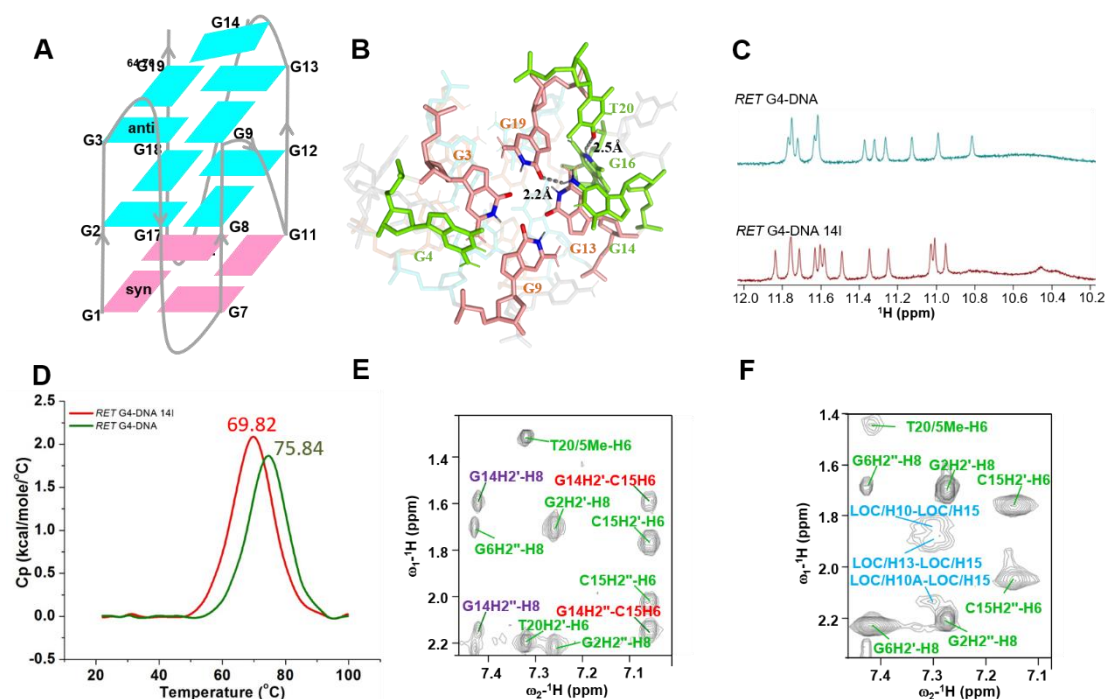 A
G14
G19
G13
G3
anti
G18
G9
G12
G2
G17
G8
G11
syn
G1
G7
B
T20
G19
G3
2.5Å
G16
2.2Å
G4
G13
G14
G9
C
RET G4-DNA
RET G4-DNA 14I
12.0 11.8 11.6 11.4 11.2 11.0 10.8 10.6 10.4 10.2
¹H (ppm)
D
RET G4-DNA 14I
RET G4-DNA
69.82
75.84
2.5
2.0
1.5
1.0
0.5
0.0
-0.5
Cp (kcal/mole/°C)
20 40 60 80 100
Temperature (°C)
E
T20/5Me-H6
G14H2'-H8
G14H2'-C15H6
G2H2'-H8
C15H2'-H6
G6H2''-H8
C15H2''-H6
G14H2''-H8
G14H2''-C15H6
T20H2'-H6
G2H2''-H8
1.4
1.6
1.8
2.0
2.2
ω₁-¹H (ppm)
7.4 7.3 7.2 7.1
ω₂-¹H (ppm)
F
T20/5Me-H6
G6H2''-H8
G2H2'-H8
C15H2'-H6
LOC/H10-LOC/H15
LOC/H13-LOC/H15
LOC/H10A-LOC/H15
C15H2''-H6
G6H2'-H8
G2H2''-H8
1.4
1.6
1.8
2.0
2.2
ω₁-¹H (ppm)
7.4 7.3 7.2 7.1
ω₂-¹H (ppm)